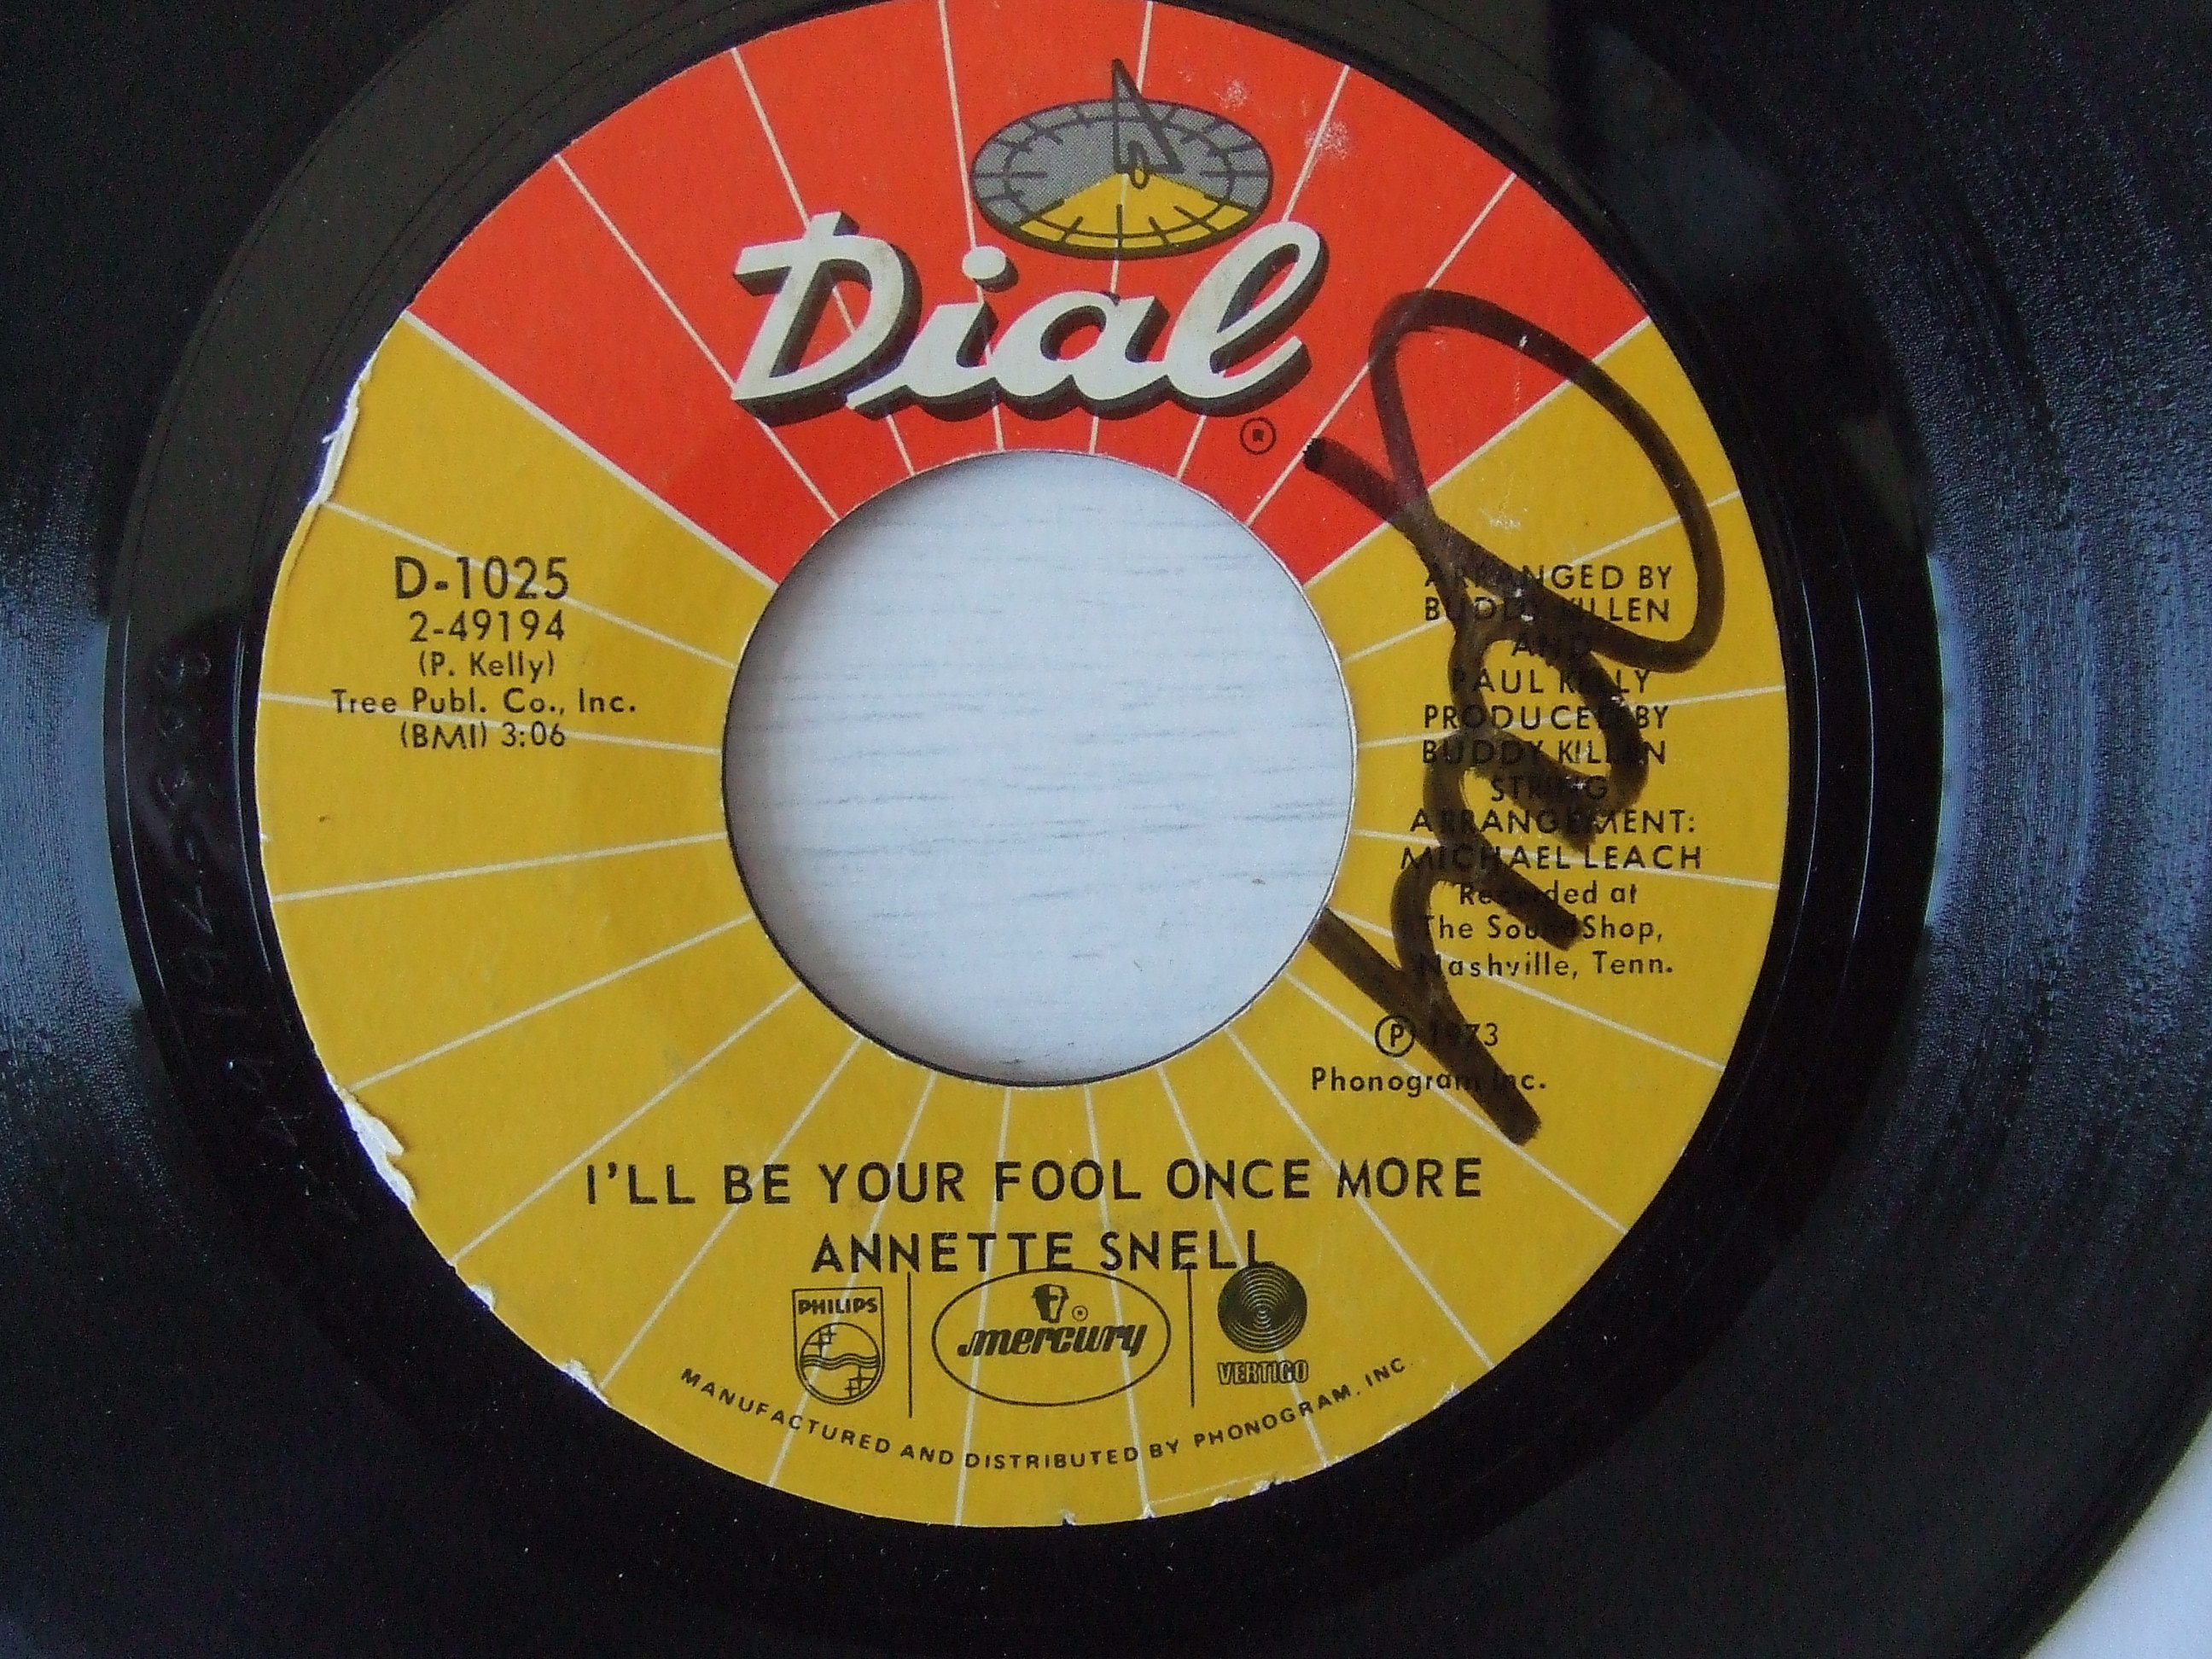 Dial
®
D-1025
2-49194
(P. Kelly)
Tree Publ. Co., Inc.
(BMI) 3:06
ARRANGED BY
BUDDY KILLEN
AND
PAUL KELLY
PRODUCED BY
BUDDY KILLEN
STRING
ARRANGEMENT:
MICHAEL LEACH
Recorded at
The SoundShop,
Nashville, Tenn.
Ⓟ 1973
Phonogram Inc.
I'LL BE YOUR FOOL ONCE MORE
ANNETTE SNELL
PHILIPS
mercury
VERTIGO
MANUFACTURED AND DISTRIBUTED BY PHONOGRAM, INC.